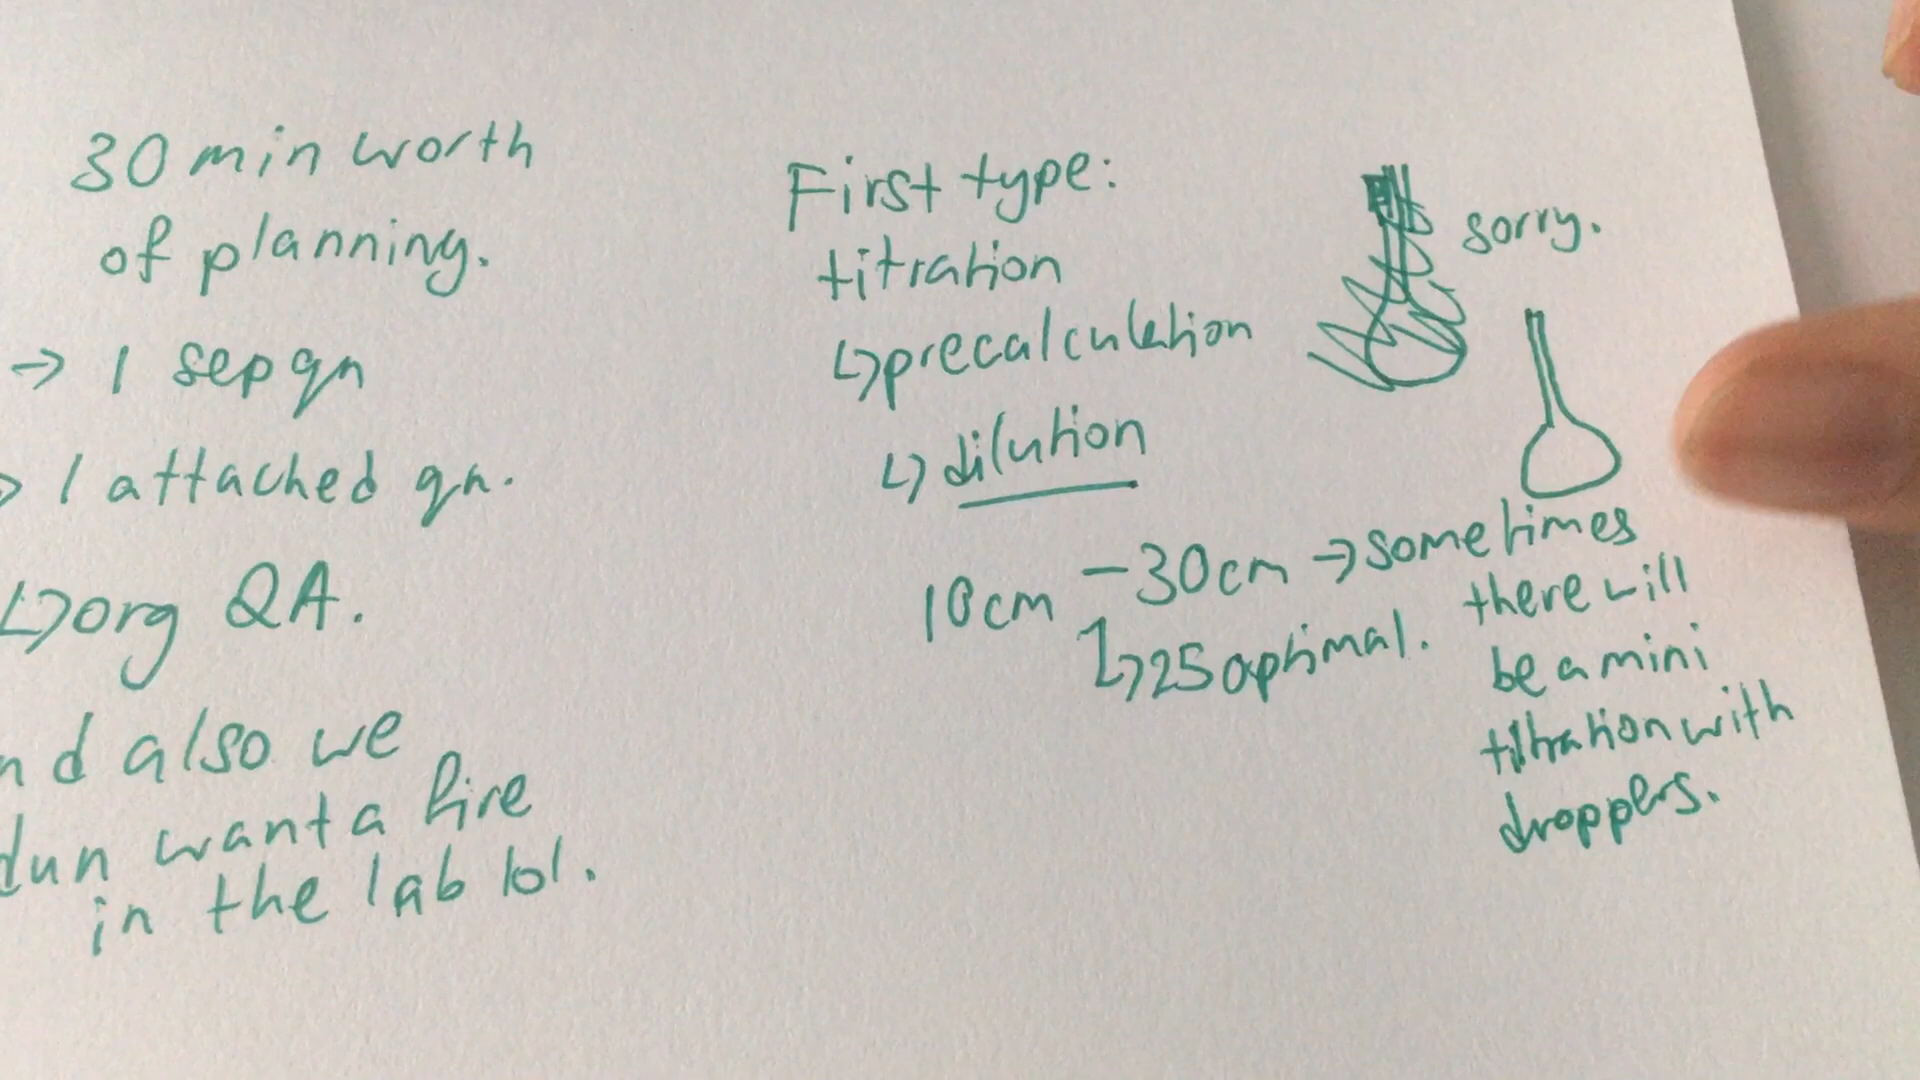 30 min worth
of planning.
→ 1 sep qn
> 1 attached qn.
↳ org QA.
nd also we
dun want a fire
in the lab lol.
First type:
titration
↳ precalculation
↳ dilution
10cm – 30cm → sometimes
there will
be a mini
titration with
droppers.
↳ 25 optimal.
sorry.